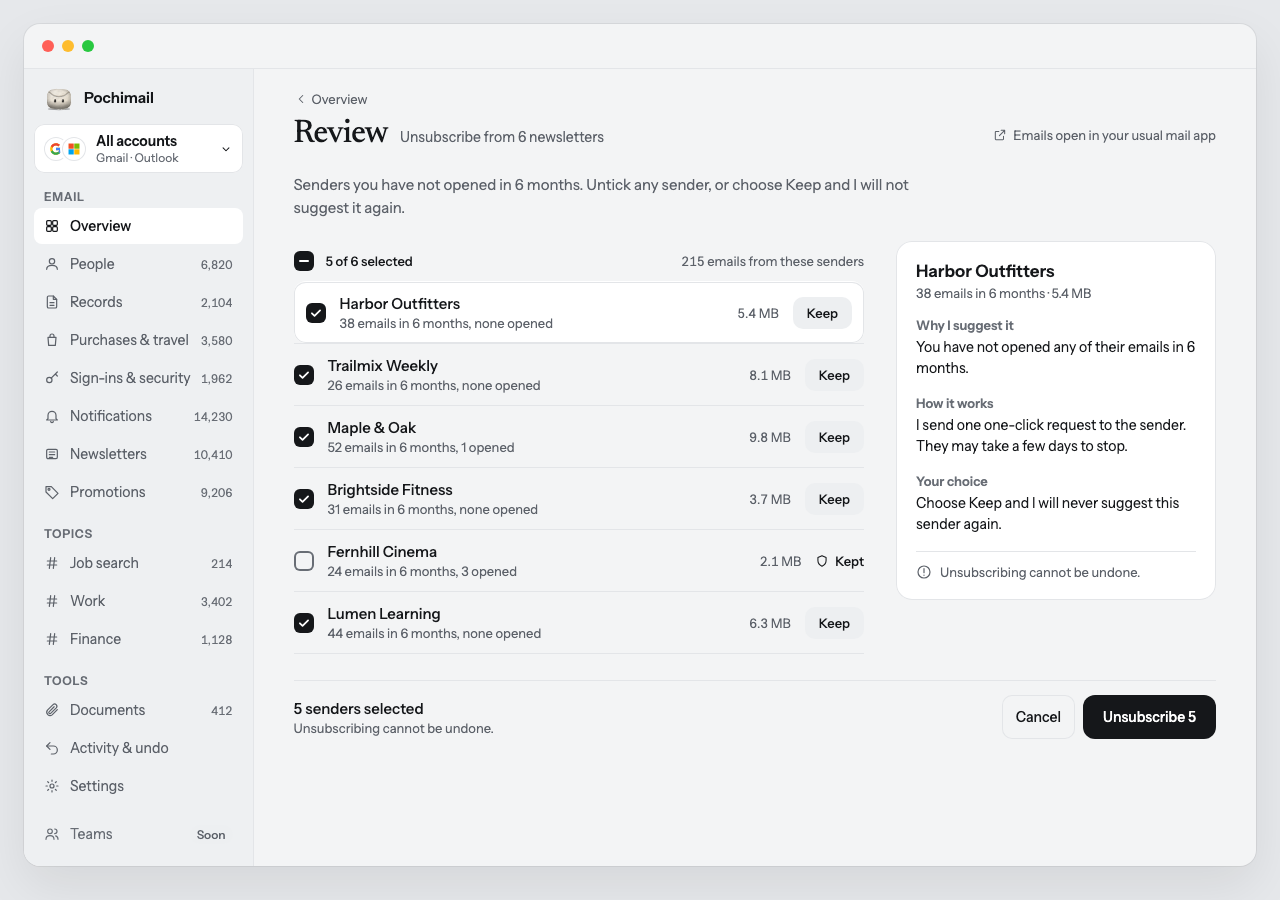 Pochimail
All accounts
Gmail · Outlook
EMAIL
Overview
People 6,820
Records 2,104
Purchases & travel 3,580
Sign-ins & security 1,962
Notifications 14,230
Newsletters 10,410
Promotions 9,206
TOPICS
# Job search 214
# Work 3,402
# Finance 1,128
TOOLS
Documents 412
Activity & undo
Settings
Teams Soon
Overview
Review Unsubscribe from 6 newsletters
Emails open in your usual mail app
Senders you have not opened in 6 months. Untick any sender, or choose Keep and I will not
suggest it again.
5 of 6 selected 215 emails from these senders
Harbor Outfitters
38 emails in 6 months, none opened
5.4 MB Keep
Trailmix Weekly
26 emails in 6 months, none opened
8.1 MB Keep
Maple & Oak
52 emails in 6 months, 1 opened
9.8 MB Keep
Brightside Fitness
31 emails in 6 months, none opened
3.7 MB Keep
Fernhill Cinema
24 emails in 6 months, 3 opened
2.1 MB Kept
Lumen Learning
44 emails in 6 months, none opened
6.3 MB Keep
Harbor Outfitters
38 emails in 6 months · 5.4 MB
Why I suggest it
You have not opened any of their emails in 6
months.
How it works
I send one one-click request to the sender.
They may take a few days to stop.
Your choice
Choose Keep and I will never suggest this
sender again.
Unsubscribing cannot be undone.
5 senders selected
Unsubscribing cannot be undone.
Cancel
Unsubscribe 5